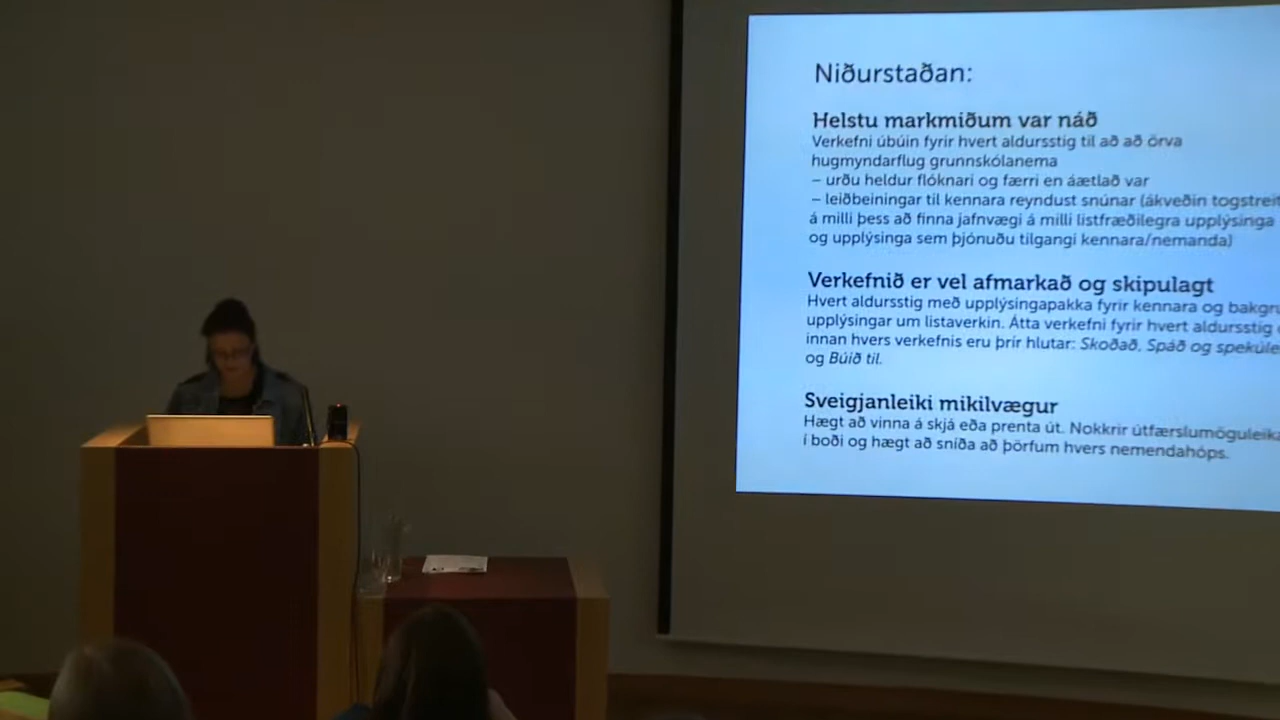 Niðurstaðan:
Helstu markmiðum var náð
Verkefni úbúin fyrir hvert aldursstig til að að örva
hugmyndarflug grunnskólanema
– urðu heldur flóknari og færri en áætlað var
– leiðbeiningar til kennara reyndust snúnar (ákveðin togstreit
á milli þess að finna jafnvægi á milli listfræðilegra upplýsinga
og upplýsinga sem þjónuðu tilgangi kennara/nemanda)
Verkefnið er vel afmarkað og skipulagt
Hvert aldursstig með upplýsingapakka fyrir kennara og bakgru
upplýsingar um listaverkin. Átta verkefni fyrir hvert aldursstig
innan hvers verkefnis eru þrír hlutar: Skoðað, Spáð og spekúle
og Búið til.
Sveigjanleiki mikilvægur
Hægt að vinna á skjá eða prenta út. Nokkrir útfærslumöguleika
í boði og hægt að sníða að þörfum hvers nemendahóps.